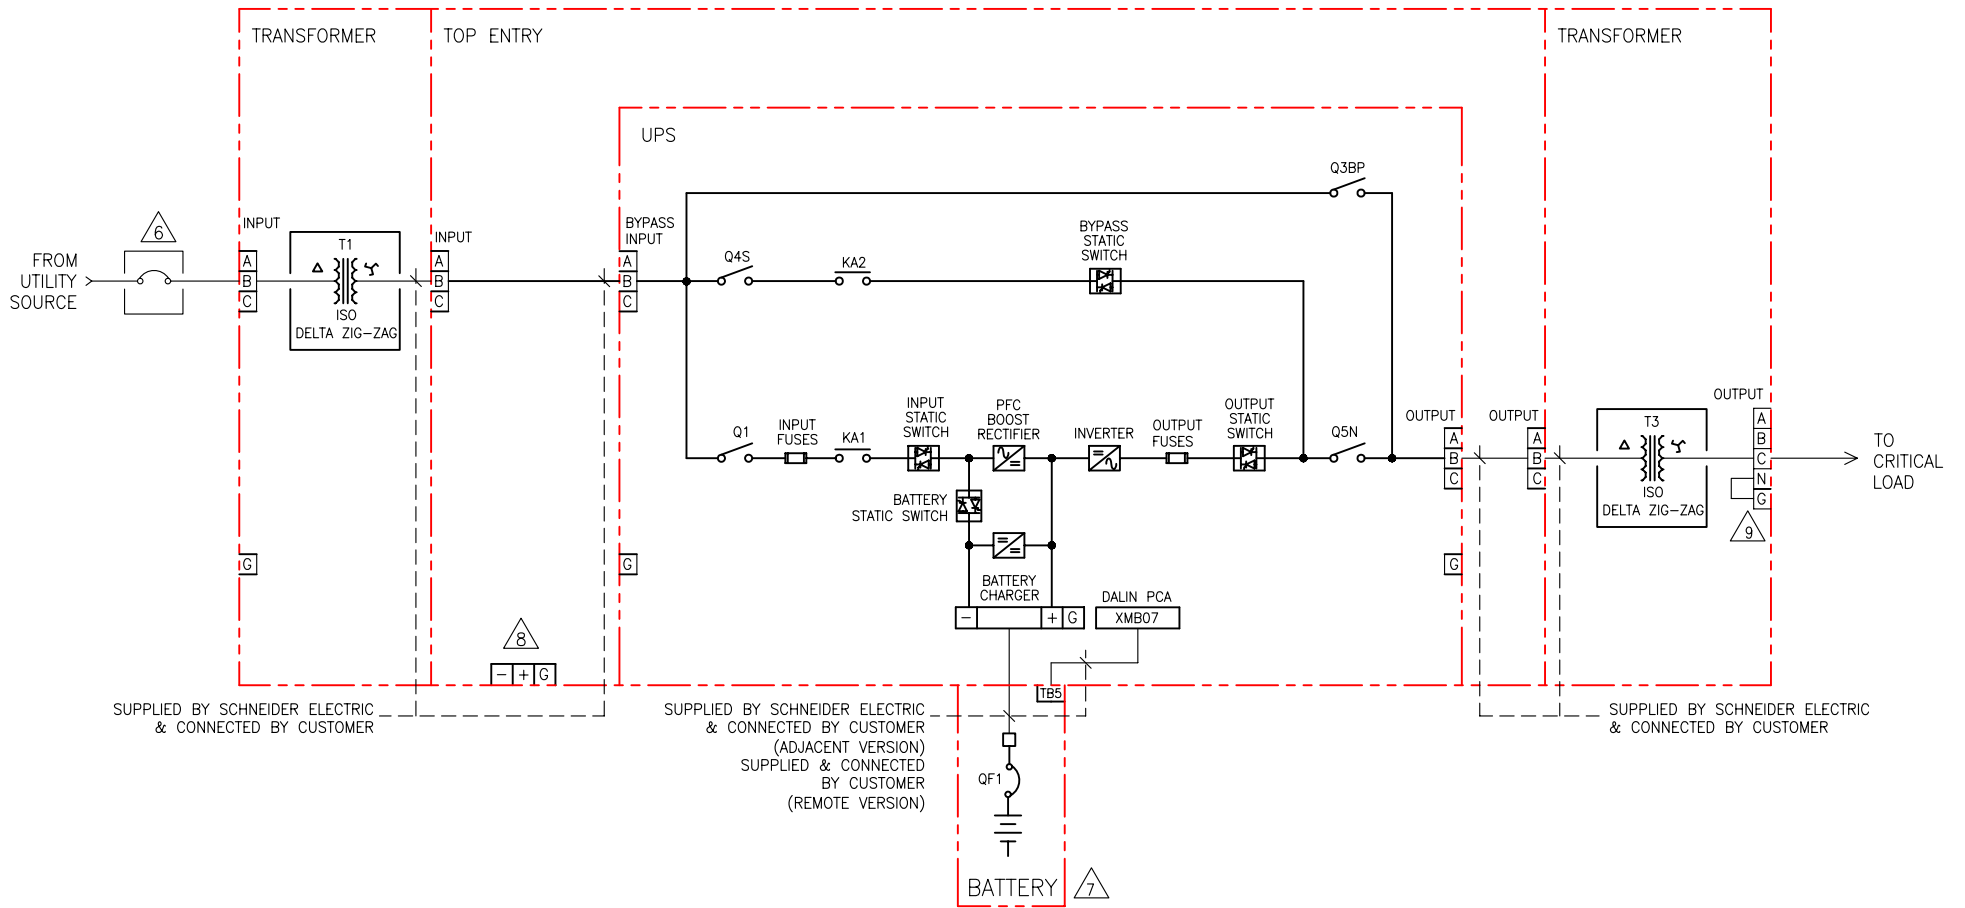 TRANSFORMER
TOP ENTRY
TRANSFORMER
UPS
Q3BP
6
INPUT
INPUT
BYPASS
INPUT
FROM
UTILITY
SOURCE
A
B
C
T1
ISO
DELTA ZIG-ZAG
A
B
C
A
B
C
Q4S
KA2
BYPASS
STATIC
SWITCH
Q1
INPUT
FUSES
KA1
INPUT
STATIC
SWITCH
PFC
BOOST
RECTIFIER
INVERTER
OUTPUT
FUSES
OUTPUT
STATIC
SWITCH
Q5N
OUTPUT
A
B
C
OUTPUT
A
B
C
T3
ISO
DELTA ZIG-ZAG
OUTPUT
A
B
C
N
G
9
TO
CRITICAL
LOAD
BATTERY
STATIC SWITCH
BATTERY
CHARGER
- + G
DALIN PCA
XMB07
G
G
G
8
- + G
TB5
SUPPLIED BY SCHNEIDER ELECTRIC
& CONNECTED BY CUSTOMER
SUPPLIED BY SCHNEIDER ELECTRIC
& CONNECTED BY CUSTOMER
(ADJACENT VERSION)
SUPPLIED & CONNECTED
BY CUSTOMER
(REMOTE VERSION)
SUPPLIED BY SCHNEIDER ELECTRIC
& CONNECTED BY CUSTOMER
QF1
BATTERY
7